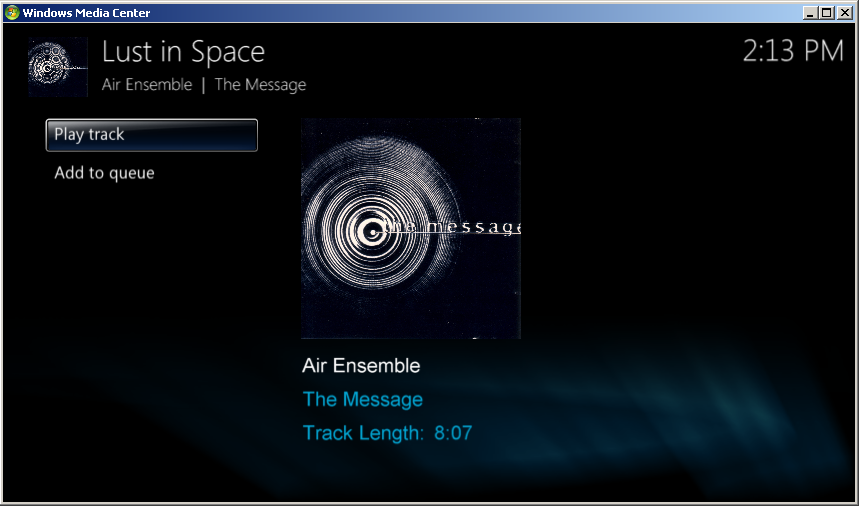 Windows Media Center
Lust in Space
2:13 PM
Air Ensemble | The Message
Play track
Add to queue
the message
Air Ensemble
The Message
Track Length: 8:07